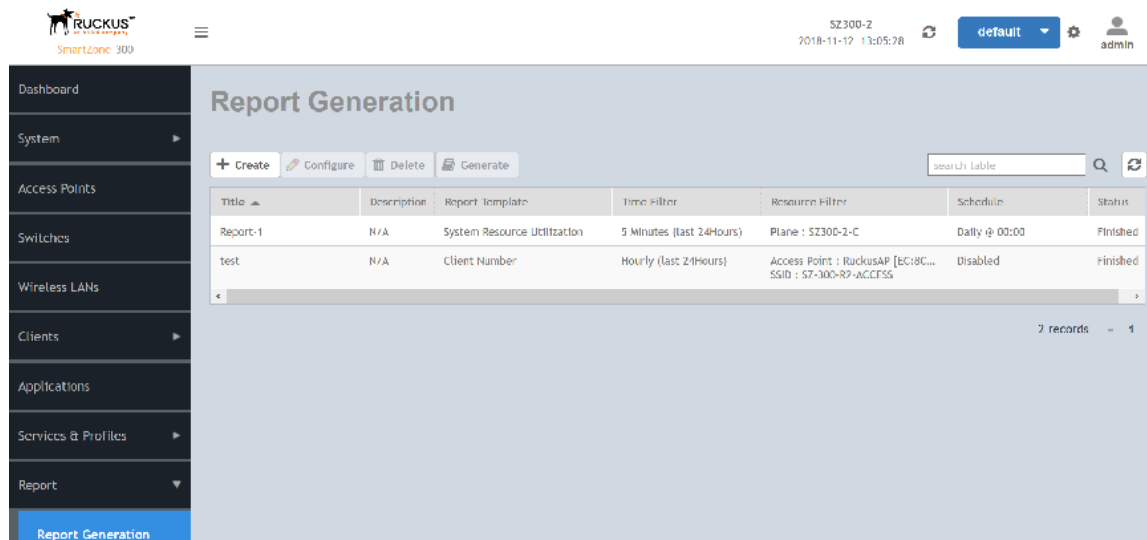 RUCKUS
SmartZone 300
SZ300-2
2018-11-12 13:05:28
default
admin
Dashboard
System
Access Points
Switches
Wireless LANs
Clients
Applications
Services & Profiles
Report
Report Generation
Report Generation
Create Configure Delete Generate
search table
Title Description Report Template Time Filter Resource Filter Schedule Status
Report-1 N/A System Resource Utilization 5 Minutes (last 24Hours) Plane : SZ300-2-C Daily @ 00:00 Finished
test N/A Client Number Hourly (last 24Hours) Access Point : RuckusAP [EC:8C... Disabled Finished
SSID : SZ-300-R2-ACCESS
2 records - 1